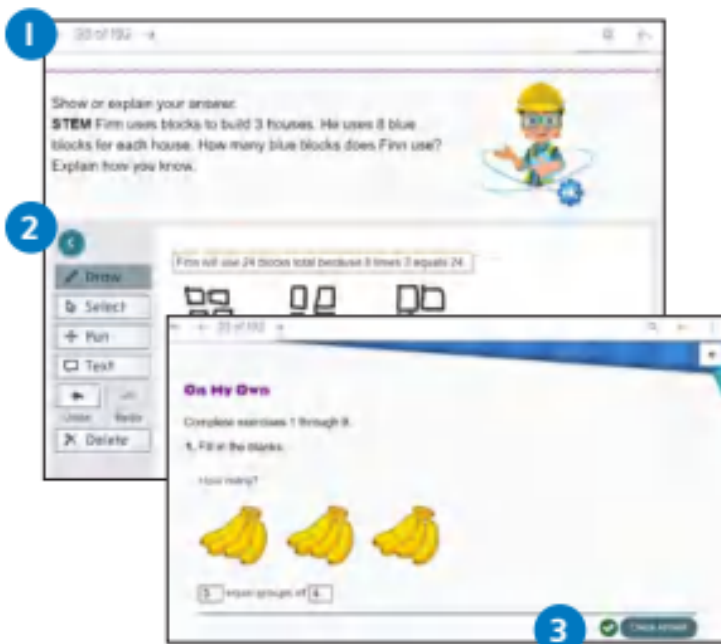 1
20 of 192
Show or explain your answer.
STEM Finn uses blocks to build 3 houses. He uses 8 blue
blocks for each house. How many blue blocks does Finn use?
Explain how you know.
2
Finn will use 24 blocks total because 8 times 3 equals 24.
Draw
Select
Pan
Text
Undo Redo
Delete
of 192
On My Own
Complete exercises 1 through 9.
1. Fill in the blanks.
How many?
3 equal groups of 4
3
Check Answer